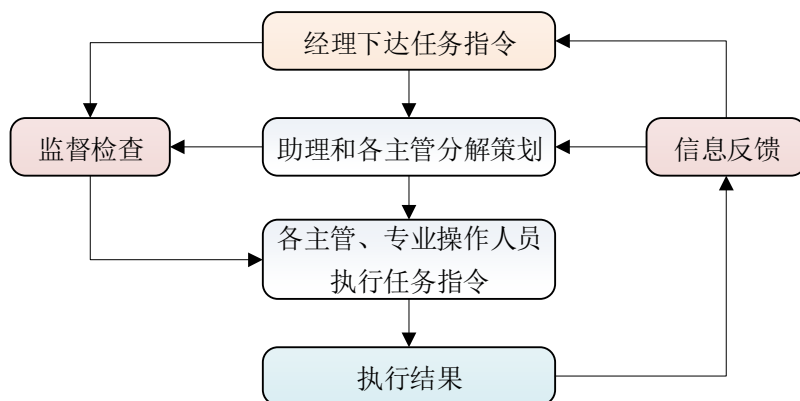 经理下达任务指令
监督检查
助理和各主管分解策划
信息反馈
各主管、专业操作人员
执行任务指令
执行结果